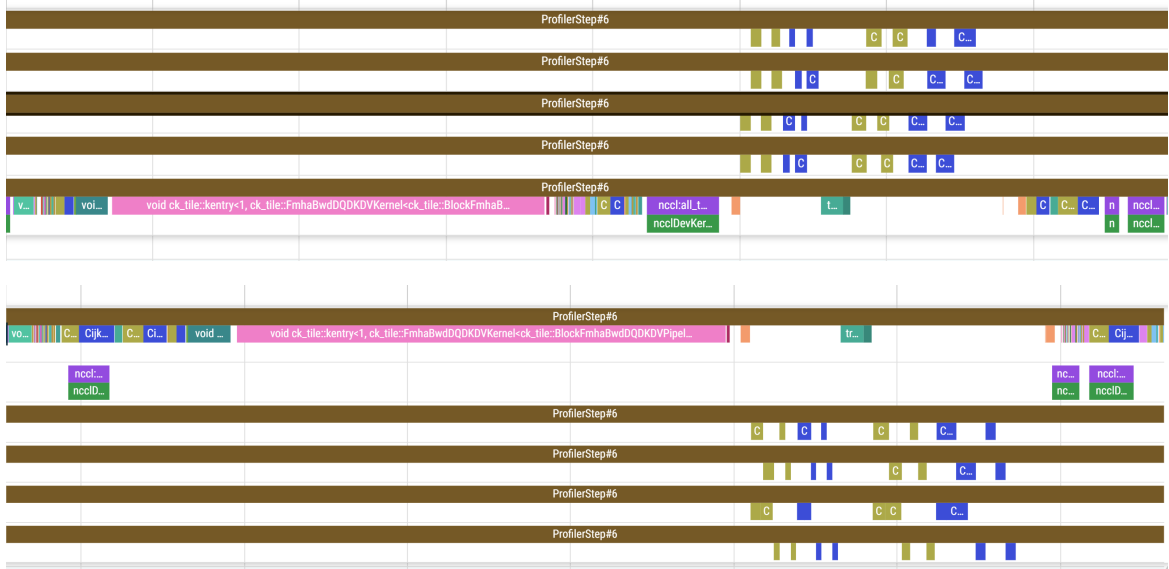 ProfilerStep#6
C C C...
ProfilerStep#6
C C C... C...
ProfilerStep#6
C C C C... C...
ProfilerStep#6
C C C C... C...
ProfilerStep#6
v... voi... void ck_tile::kentry<1, ck_tile::FmhaBwdDQDKDVKernel<ck_tile::BlockFmhaB... C C nccl:all_t... t... C C... C... n nccl...
ncclDevKer... n nccl...
ProfilerStep#6
vo... C... Cijk... C... Ci... void ... void ck_tile::kentry<1, ck_tile::FmhaBwdDQDKDVKernel<ck_tile::BlockFmhaBwdDQDKDVPipel... tr... C... Cij...
nccl:... nc... nccl:...
ncclD... nc... ncclD...
ProfilerStep#6
C C C C...
ProfilerStep#6
C C...
ProfilerStep#6
C C C C...
ProfilerStep#6